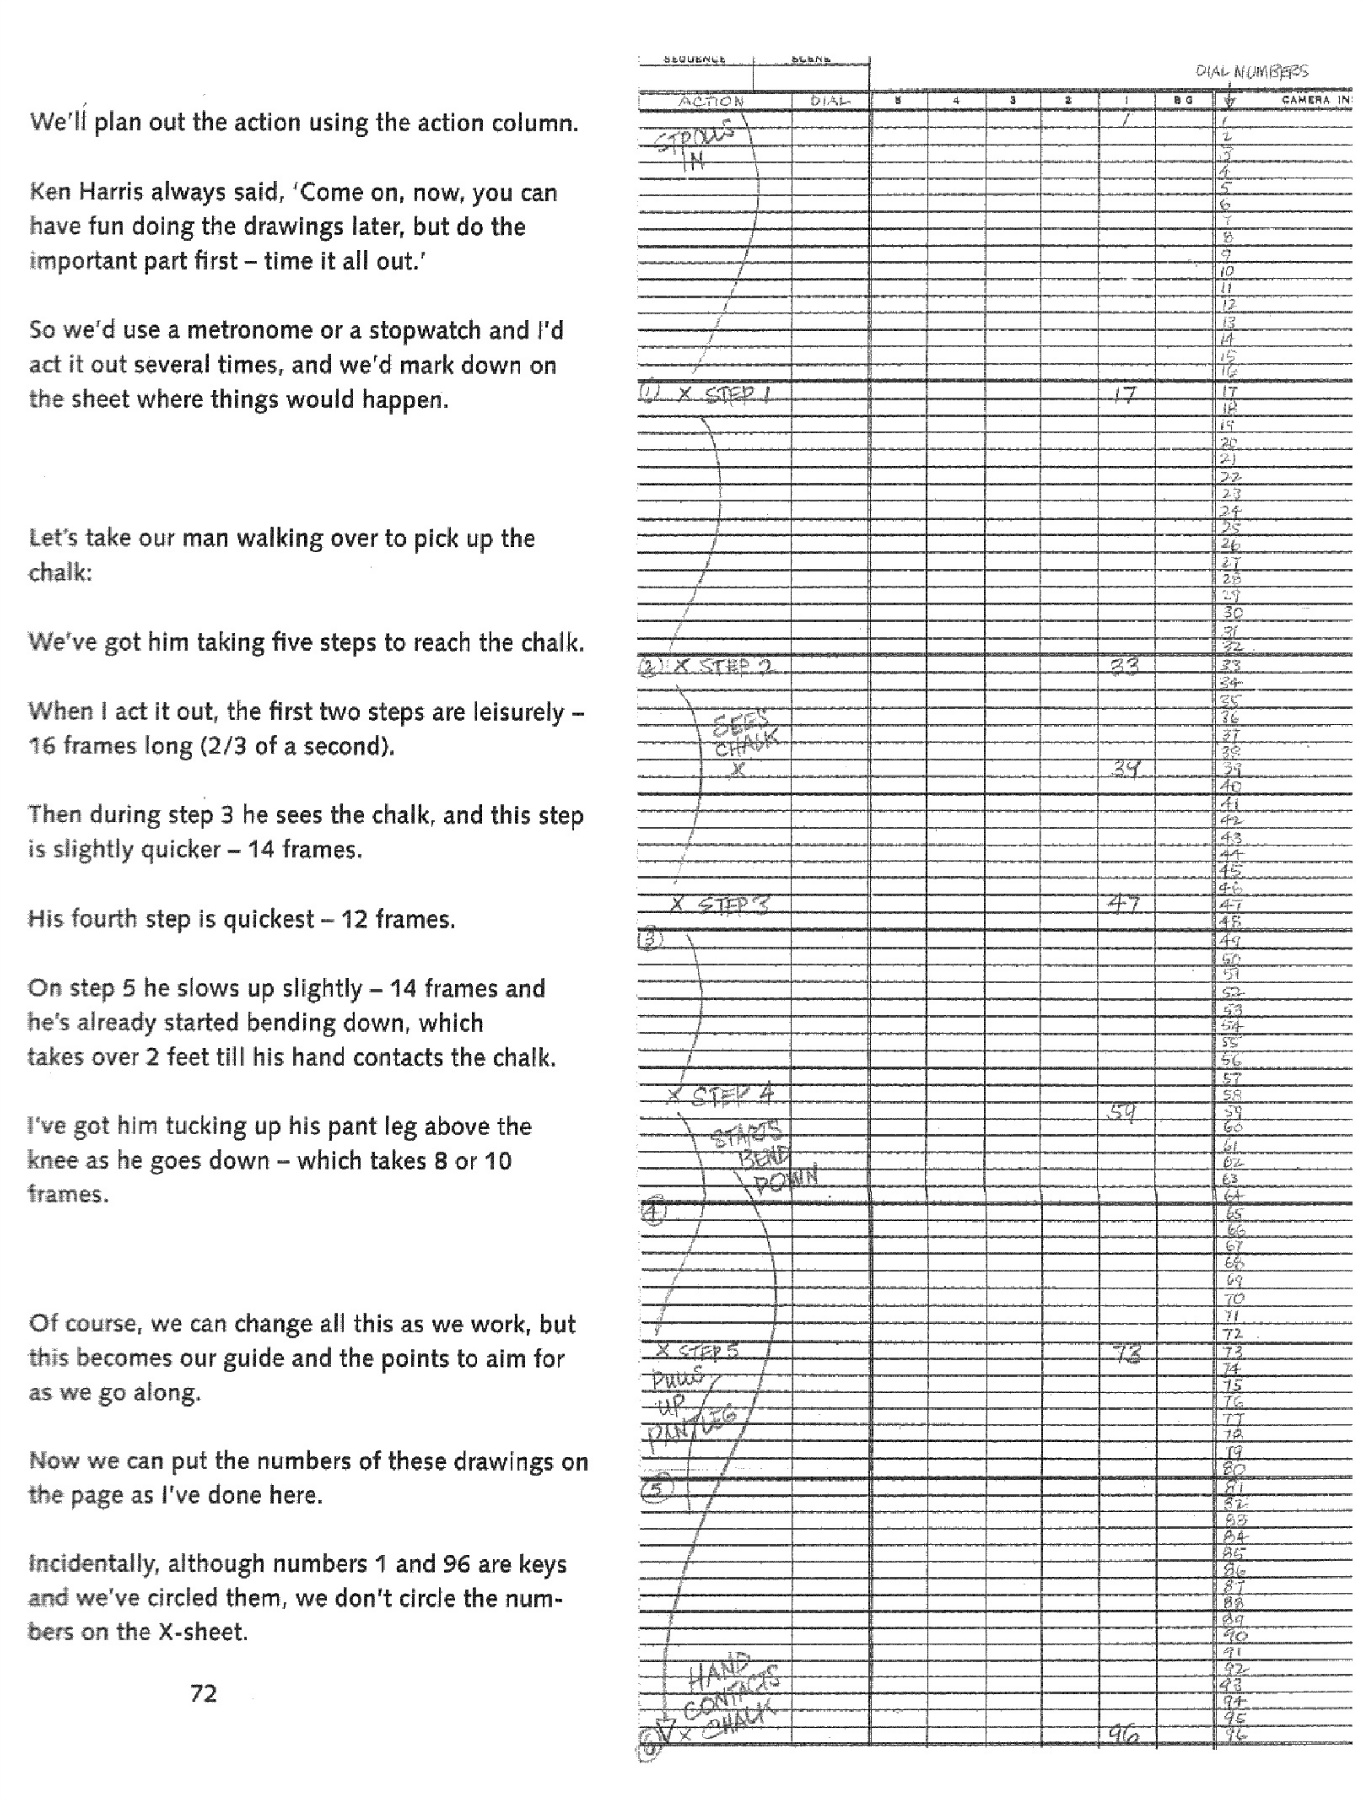 We'll plan out the action using the action column.
Ken Harris always said, 'Come on, now, you can
have fun doing the drawings later, but do the
important part first – time it all out.'
So we'd use a metronome or a stopwatch and I'd
act it out several times, and we'd mark down on
the sheet where things would happen.
Let's take our man walking over to pick up the
chalk:
We've got him taking five steps to reach the chalk.
When I act it out, the first two steps are leisurely –
16 frames long (2/3 of a second).
Then during step 3 he sees the chalk, and this step
is slightly quicker – 14 frames.
His fourth step is quickest – 12 frames.
On step 5 he slows up slightly – 14 frames and
he's already started bending down, which
takes over 2 feet till his hand contacts the chalk.
I've got him tucking up his pant leg above the
knee as he goes down – which takes 8 or 10
frames.
Of course, we can change all this as we work, but
this becomes our guide and the points to aim for
as we go along.
Now we can put the numbers of these drawings on
the page as I've done here.
Incidentally, although numbers 1 and 96 are keys
and we've circled them, we don't circle the num-
bers on the X-sheet.
72
SEQUENCE SCENE
DIAL NUMBERS
ACTION DIAL 5 4 3 2 1 BG CAMERA IN
1 1
STROLLS 2
IN 3
4
5
6
7
8
9
10
11
12
13
14
15
16
(1) X STEP 1 17 17
18
19
20
21
22
23
24
25
26
27
28
29
30
31
32
(2) X STEP 2 33 33
34
35
SEES 36
37
CHALK 38
X 39 39
40
41
42
43
44
45
46
X STEP 3 47 47
48
(3) 49
50
51
52
53
54
55
56
57
X STEP 4 58
59 59
60
STARTS 61
BEND 62
DOWN 63
64
(4) 65
66
67
68
69
70
71
72
X STEP 5 73 73
74
PULLS 75
UP 76
PANT LEG 77
78
79
80
(5) 81
82
83
84
85
86
87
88
89
90
91
HAND 92
93
CONTACTS 94
95
(6) X CHALK 96 96